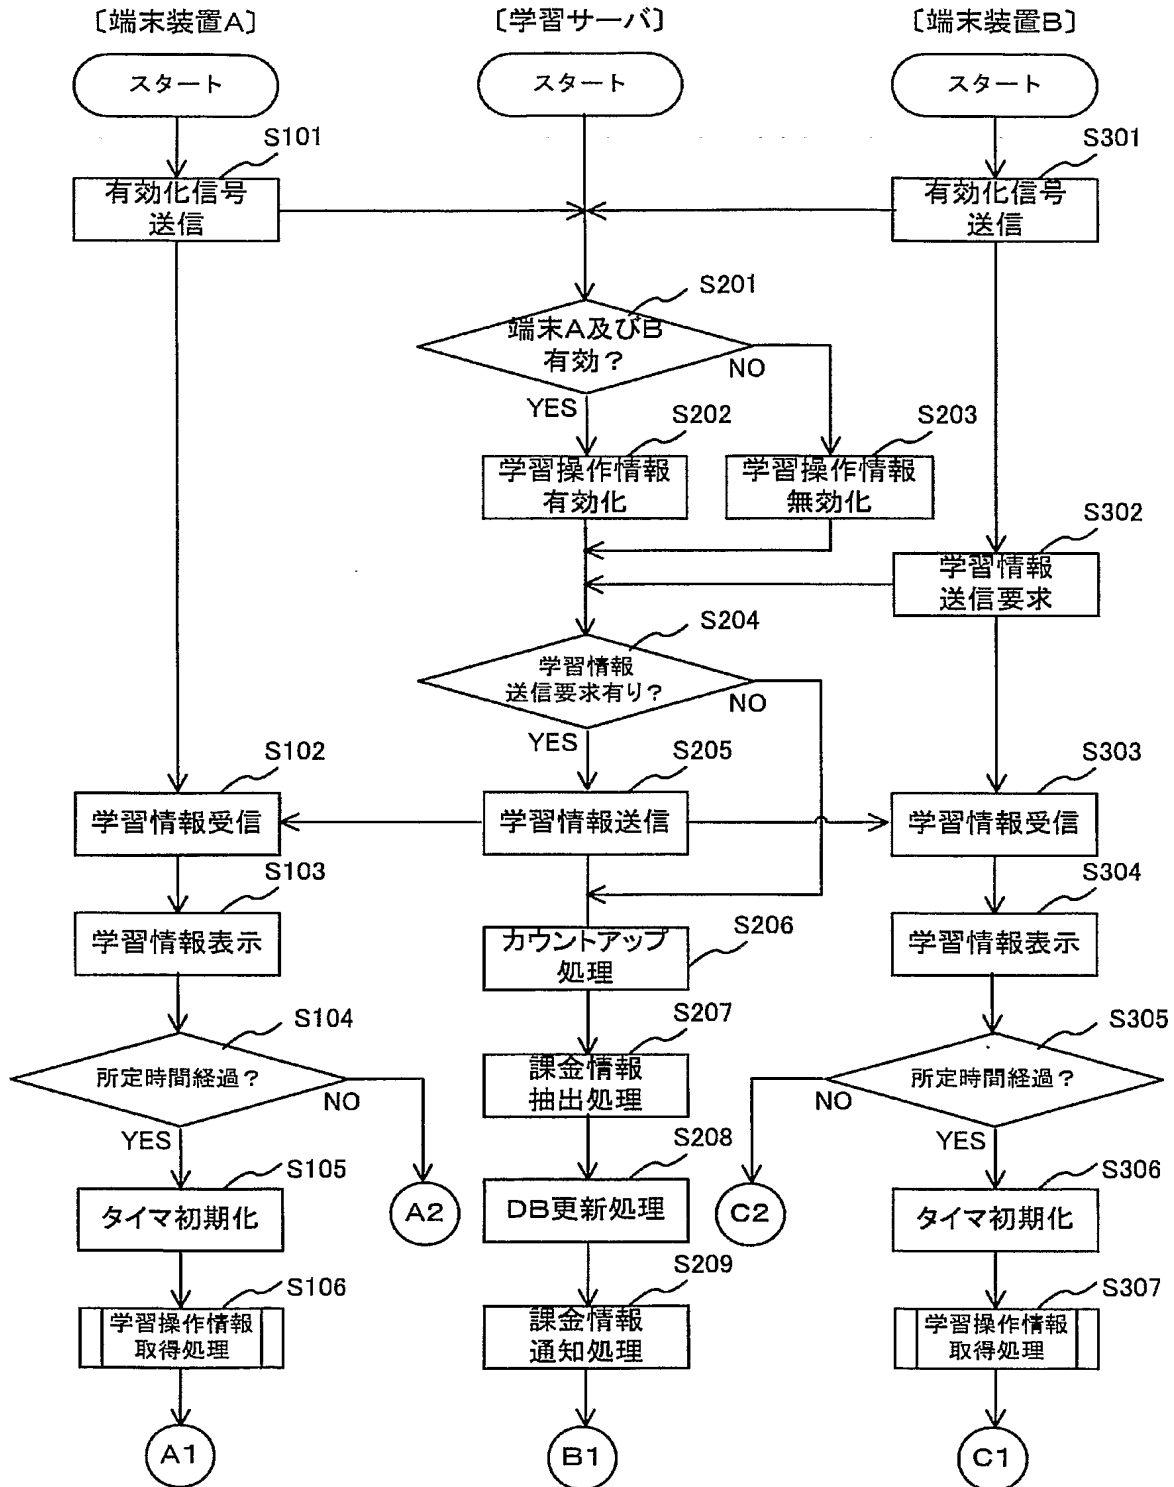 〔端末装置A〕
〔学習サーバ〕
〔端末装置B〕
スタート
スタート
スタート
S101
有効化信号
送信
S301
有効化信号
送信
S201
端末A及びB
有効？
NO
YES
S202
学習操作情報
有効化
S203
学習操作情報
無効化
S302
学習情報
送信要求
S204
学習情報
送信要求有り？
NO
YES
S102
学習情報受信
S205
学習情報送信
S303
学習情報受信
S103
学習情報表示
S206
カウントアップ
処理
S304
学習情報表示
S104
所定時間経過？
NO
YES
S207
課金情報
抽出処理
S305
所定時間経過？
NO
YES
S105
タイマ初期化
A2
S208
DB更新処理
C2
S306
タイマ初期化
S106
学習操作情報
取得処理
S209
課金情報
通知処理
S307
学習操作情報
取得処理
A1
B1
C1